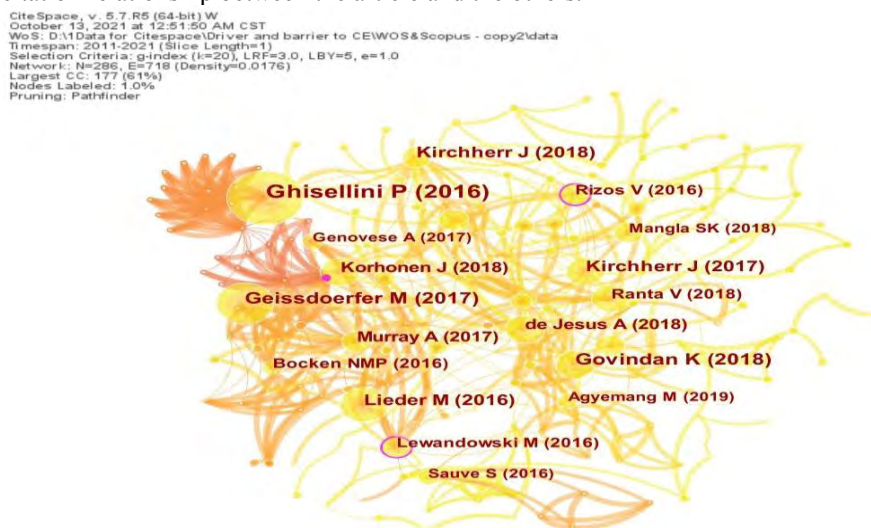 CiteSpace, v. 5.7.R5 (64-bit) W
October 13, 2021 at 12:51:50 AM CST
WoS: D:\1Data for Citespace\Driver and barrier to CE\WOS&Scopus - copy2\data
Timespan: 2011-2021 (Slice Length=1)
Selection Criteria: g-index (k=20), LRF=3.0, LBY=5, e=1.0
Network: N=286, E=718 (Density=0.0176)
Largest CC: 177 (61%)
Nodes Labeled: 1.0%
Pruning: Pathfinder
Kirchherr J (2018)
Ghisellini P (2016)
Rizos V (2016)
Genovese A (2017)
Mangla SK (2018)
Korhonen J (2018)
Kirchherr J (2017)
Geissdoerfer M (2017)
Ranta V (2018)
Murray A (2017)
de Jesus A (2018)
Bocken NMP (2016)
Govindan K (2018)
Lieder M (2016)
Agyemang M (2019)
Lewandowski M (2016)
Sauve S (2016)